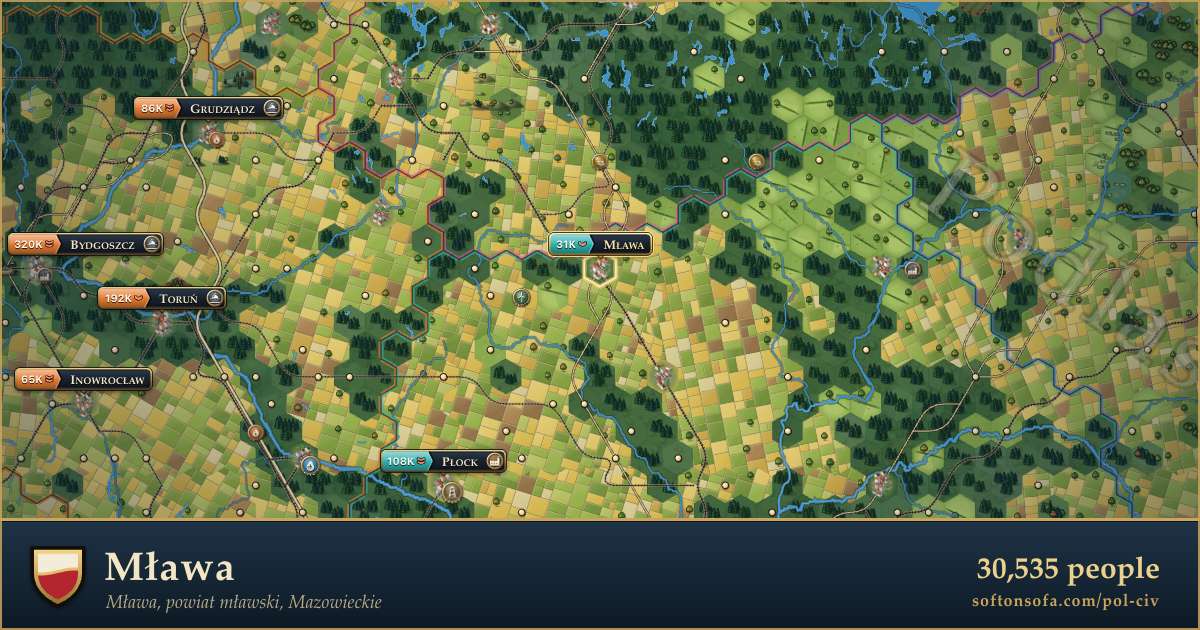 86K GRUDZIĄDZ
320K BYDGOSZCZ
31K MŁAWA
192K TORUŃ
65K INOWROCŁAW
108K PŁOCK
Podlas
Mława
Mława, powiat mławski, Mazowieckie
30,535 people
softonsofa.com/pol-civ